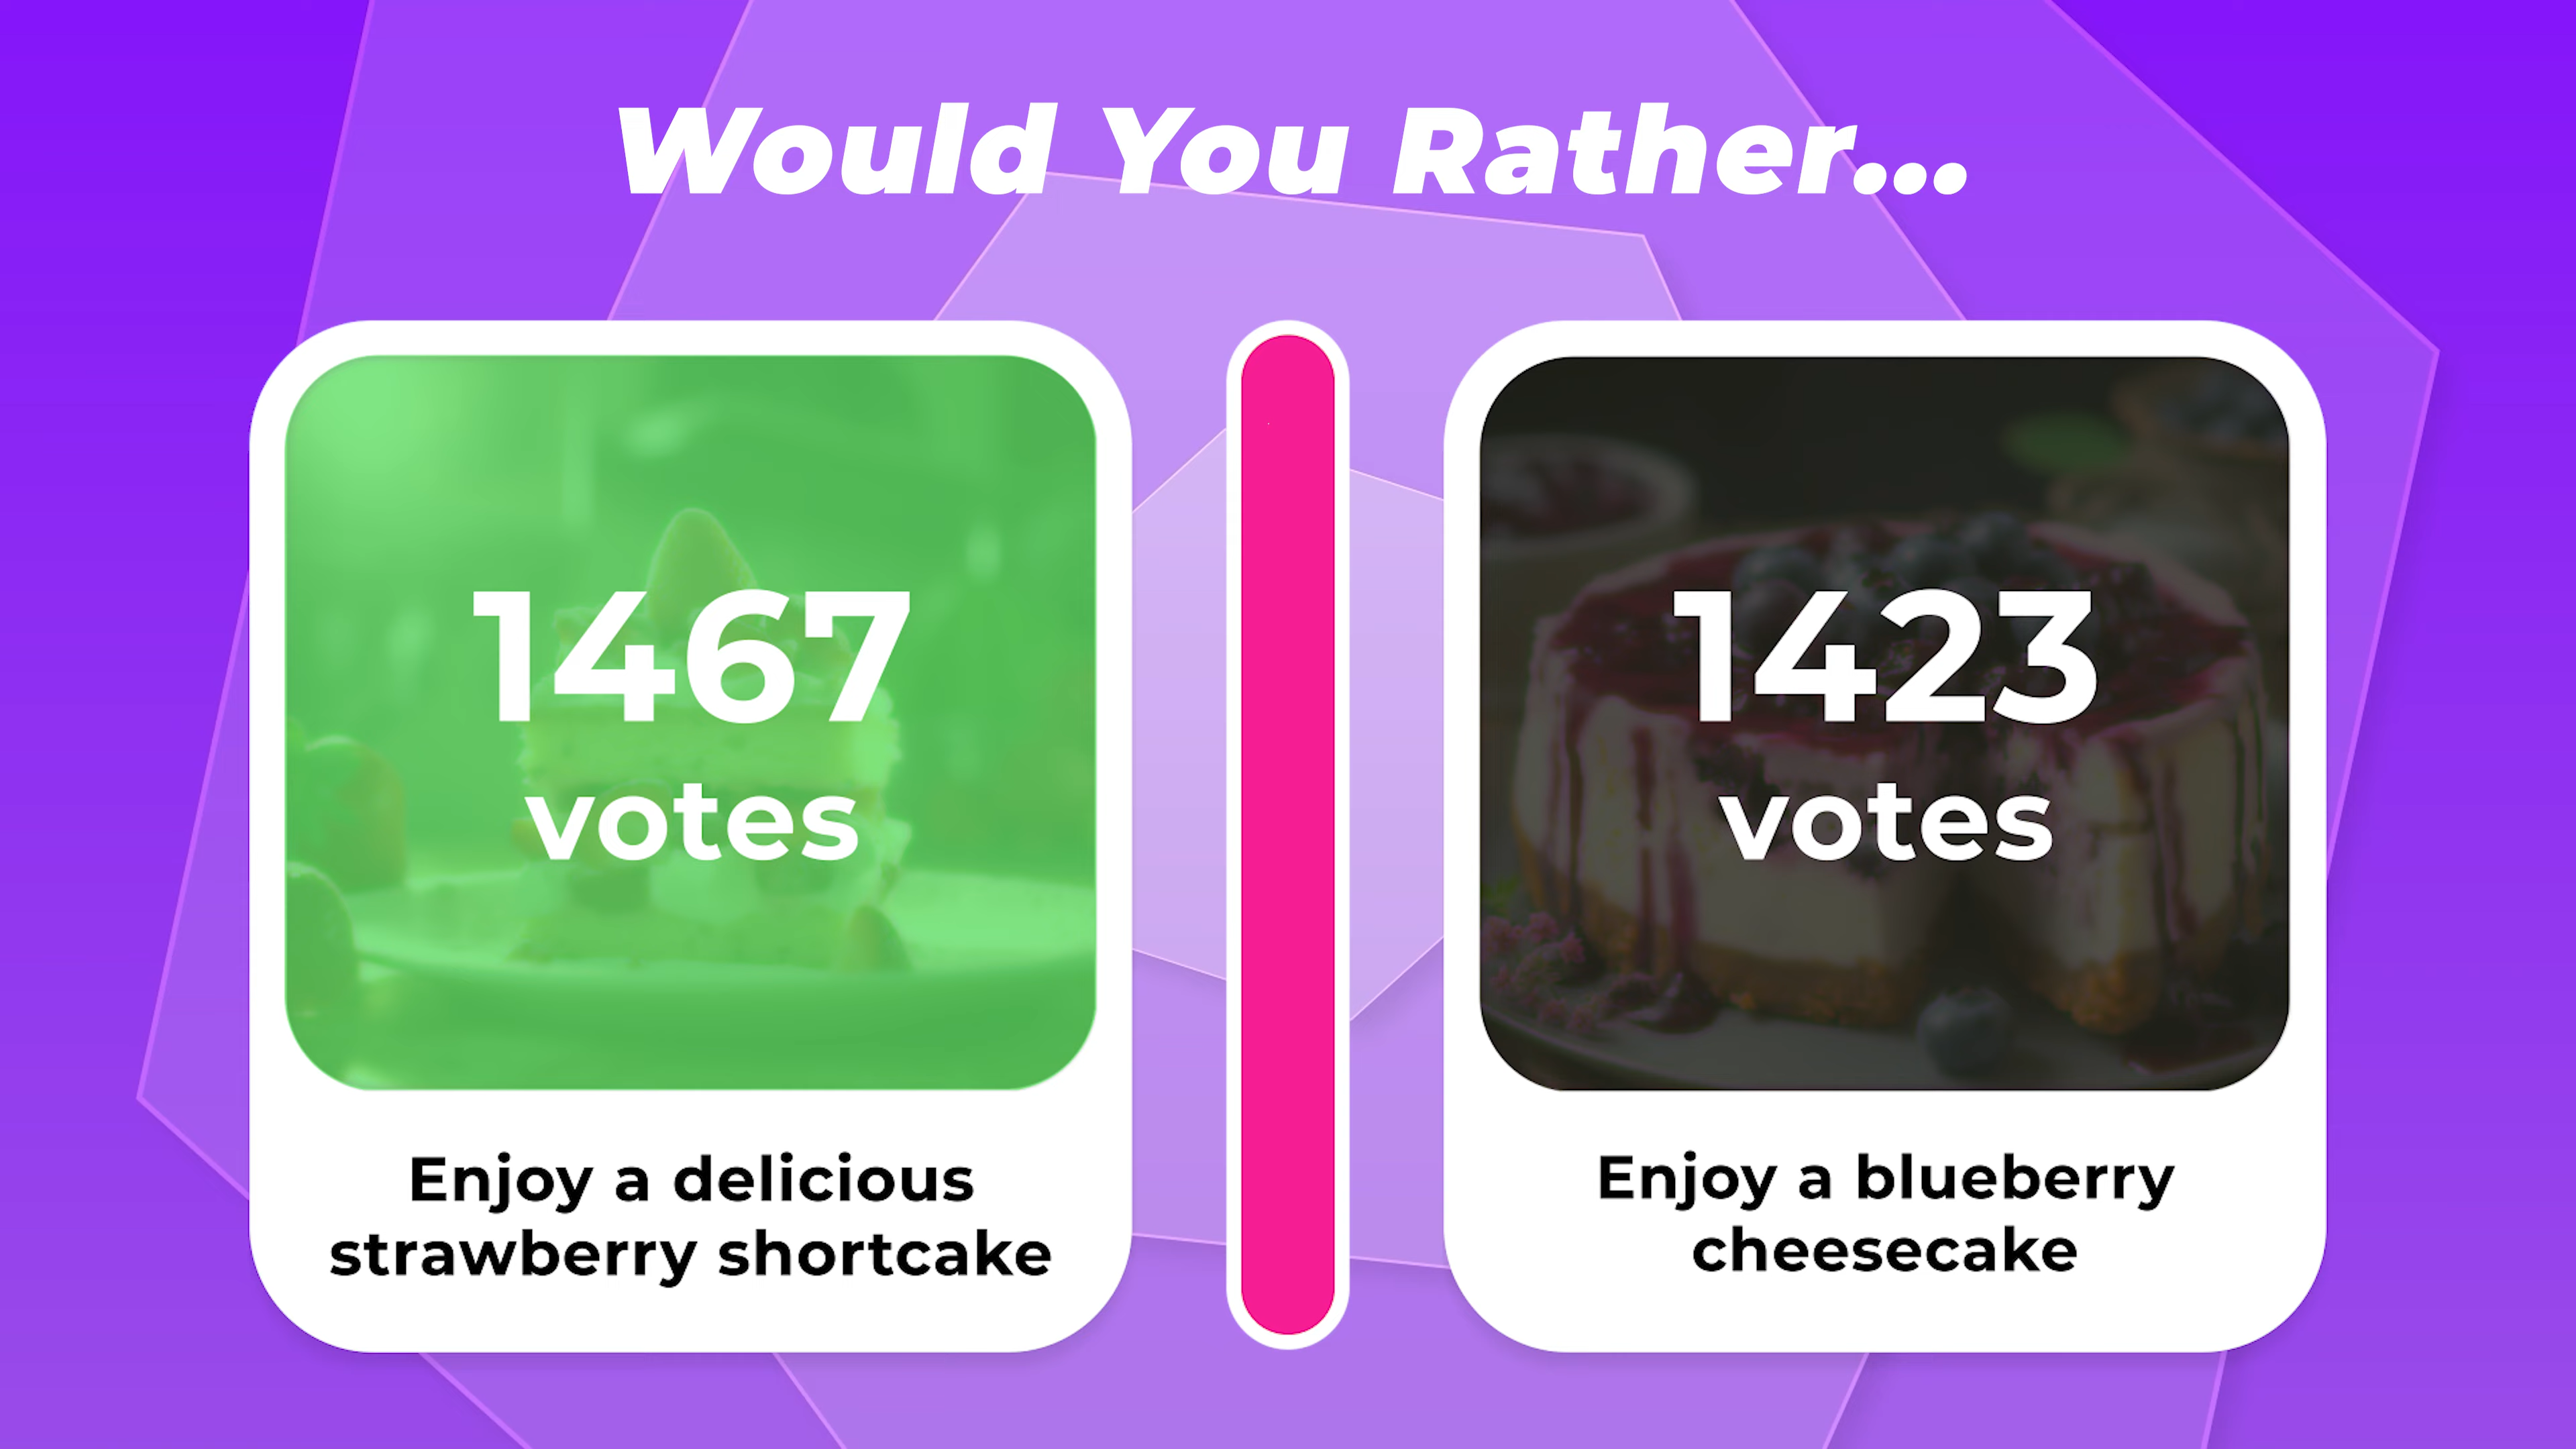 Would You Rather...
1467
votes
Enjoy a delicious
strawberry shortcake
1423
votes
Enjoy a blueberry
cheesecake